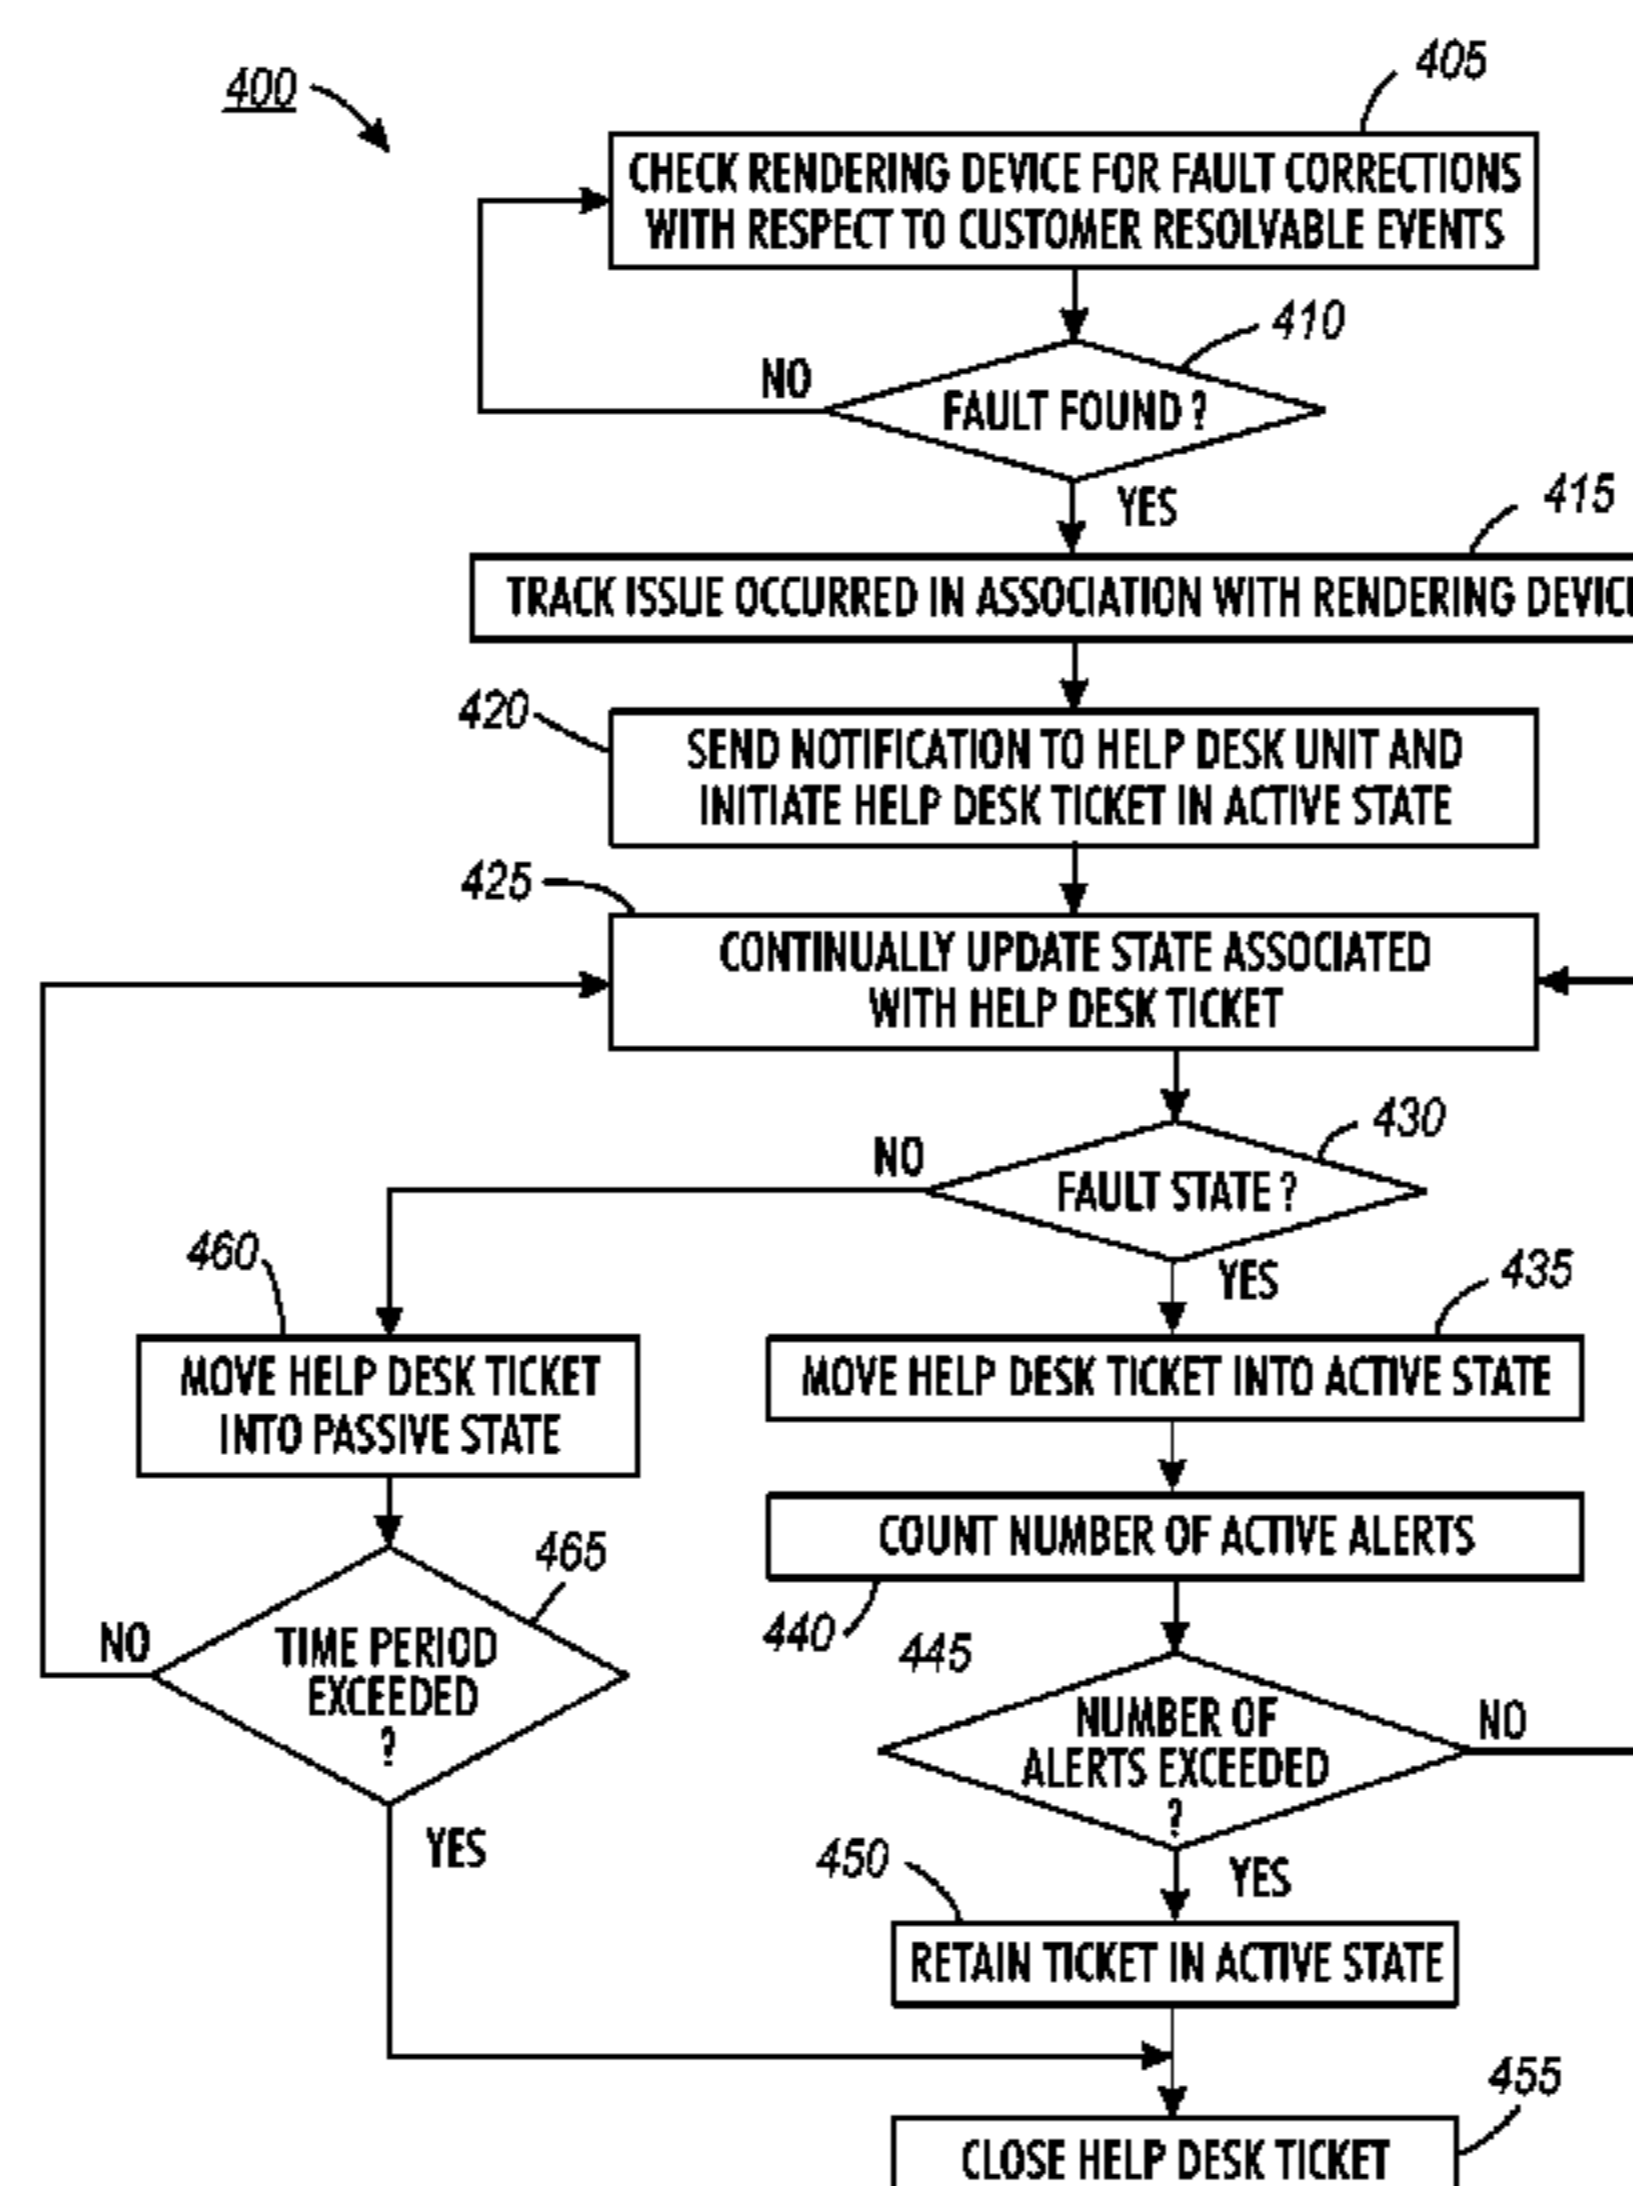 400
405
CHECK RENDERING DEVICE FOR FAULT CORRECTIONS
WITH RESPECT TO CUSTOMER RESOLVABLE EVENTS
410
NO
FAULT FOUND?
YES
415
TRACK ISSUE OCCURRED IN ASSOCIATION WITH RENDERING
420
SEND NOTIFICATION TO HELP DESK UNIT AND
INITIATE HELP DESK TICKET IN ACTIVE STATE
425
CONTINUALLY UPDATE STATE ASSOCIATED
WITH HELP DESK TICKET
430
NO
FAULT STATE?
YES
460
435
MOVE HELP DESK TICKET
INTO PASSIVE STATE
MOVE HELP DESK TICKET INTO ACTIVE STATE
COUNT NUMBER OF ACTIVE ALERTS
465
440
445
NO
TIME PERIOD
EXCEEDED
?
NUMBER OF
ALERTS EXCEEDED
?
NO
YES
450
YES
RETAIN TICKET IN ACTIVE STATE
455
CLOSE HELP DESK TICKET